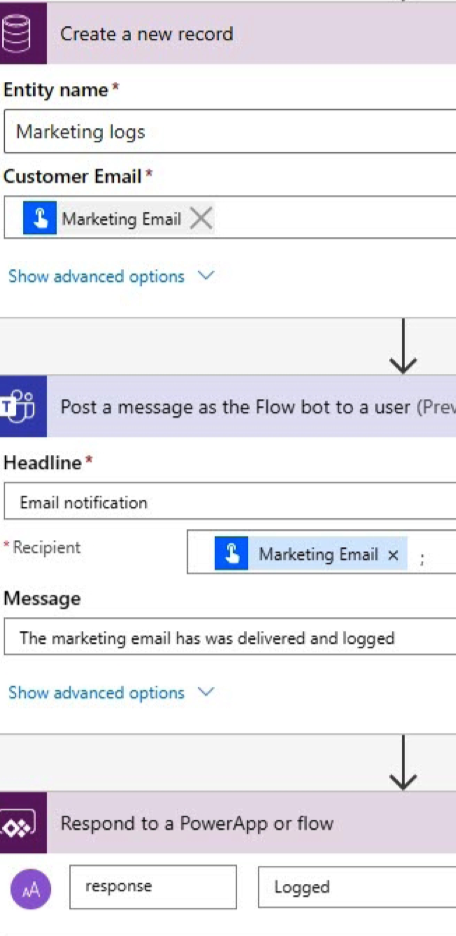 Create a new record
Entity name*
Marketing logs
Customer Email*
Marketing Email
Show advanced options
T
Post a message as the Flow bot to a user (Prev
Headline*
Email notification
* Recipient
Marketing Email × ;
Message
The marketing email has was delivered and logged
Show advanced options
Respond to a PowerApp or flow
AA
response
Logged